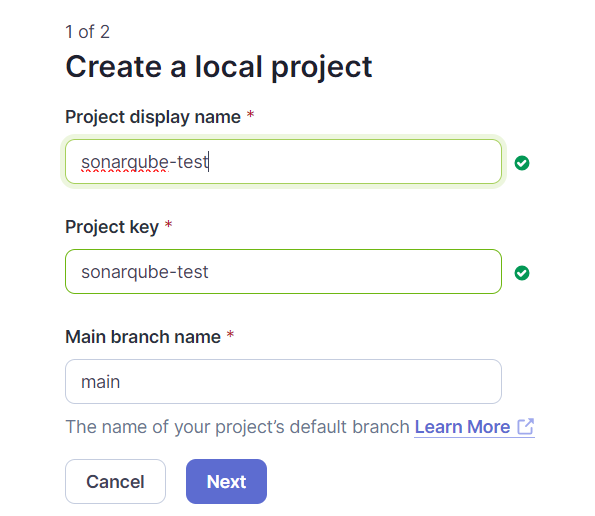 1 of 2
Create a local project
Project display name *
sonarqube-test
Project key *
sonarqube-test
Main branch name *
main
The name of your project’s default branch Learn More
Cancel Next